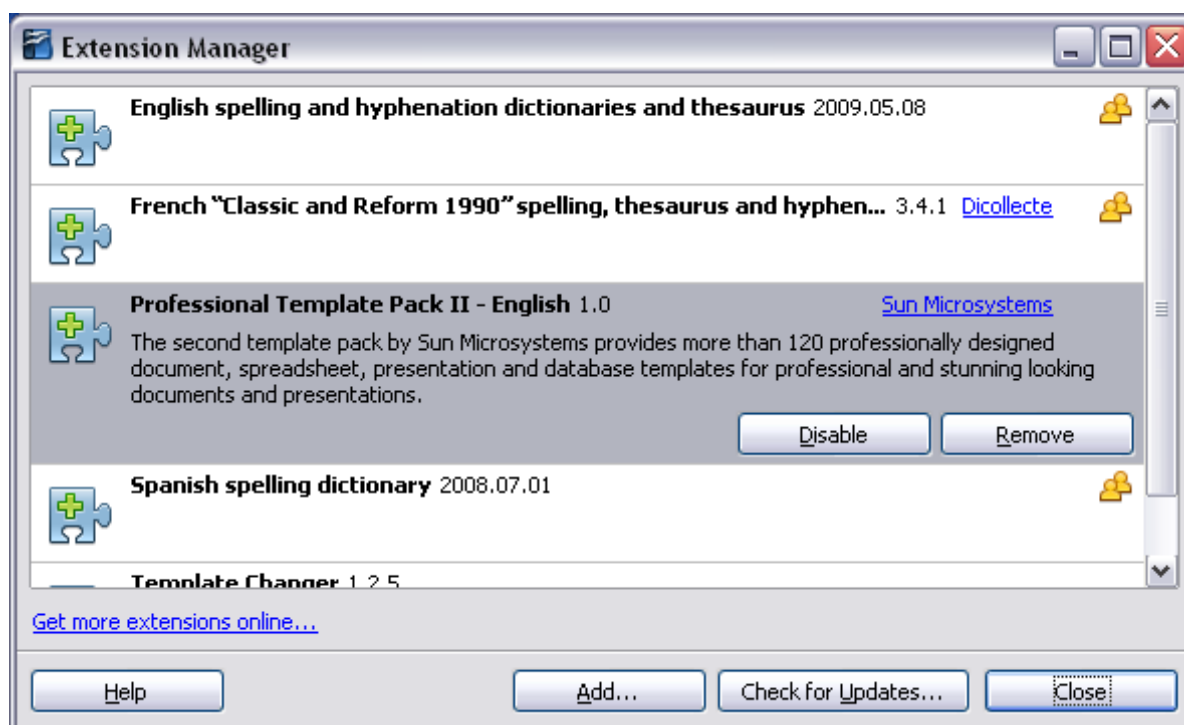 Extension Manager
English spelling and hyphenation dictionaries and thesaurus 2009.05.08
French “Classic and Reform 1990” spelling, thesaurus and hyphen... 3.4.1 Dicollecte
Professional Template Pack II - English 1.0 Sun Microsystems
The second template pack by Sun Microsystems provides more than 120 professionally designed
document, spreadsheet, presentation and database templates for professional and stunning looking
documents and presentations.
Disable Remove
Spanish spelling dictionary 2008.07.01
Template Changer 1.2.5
Get more extensions online...
Help Add... Check for Updates... Close